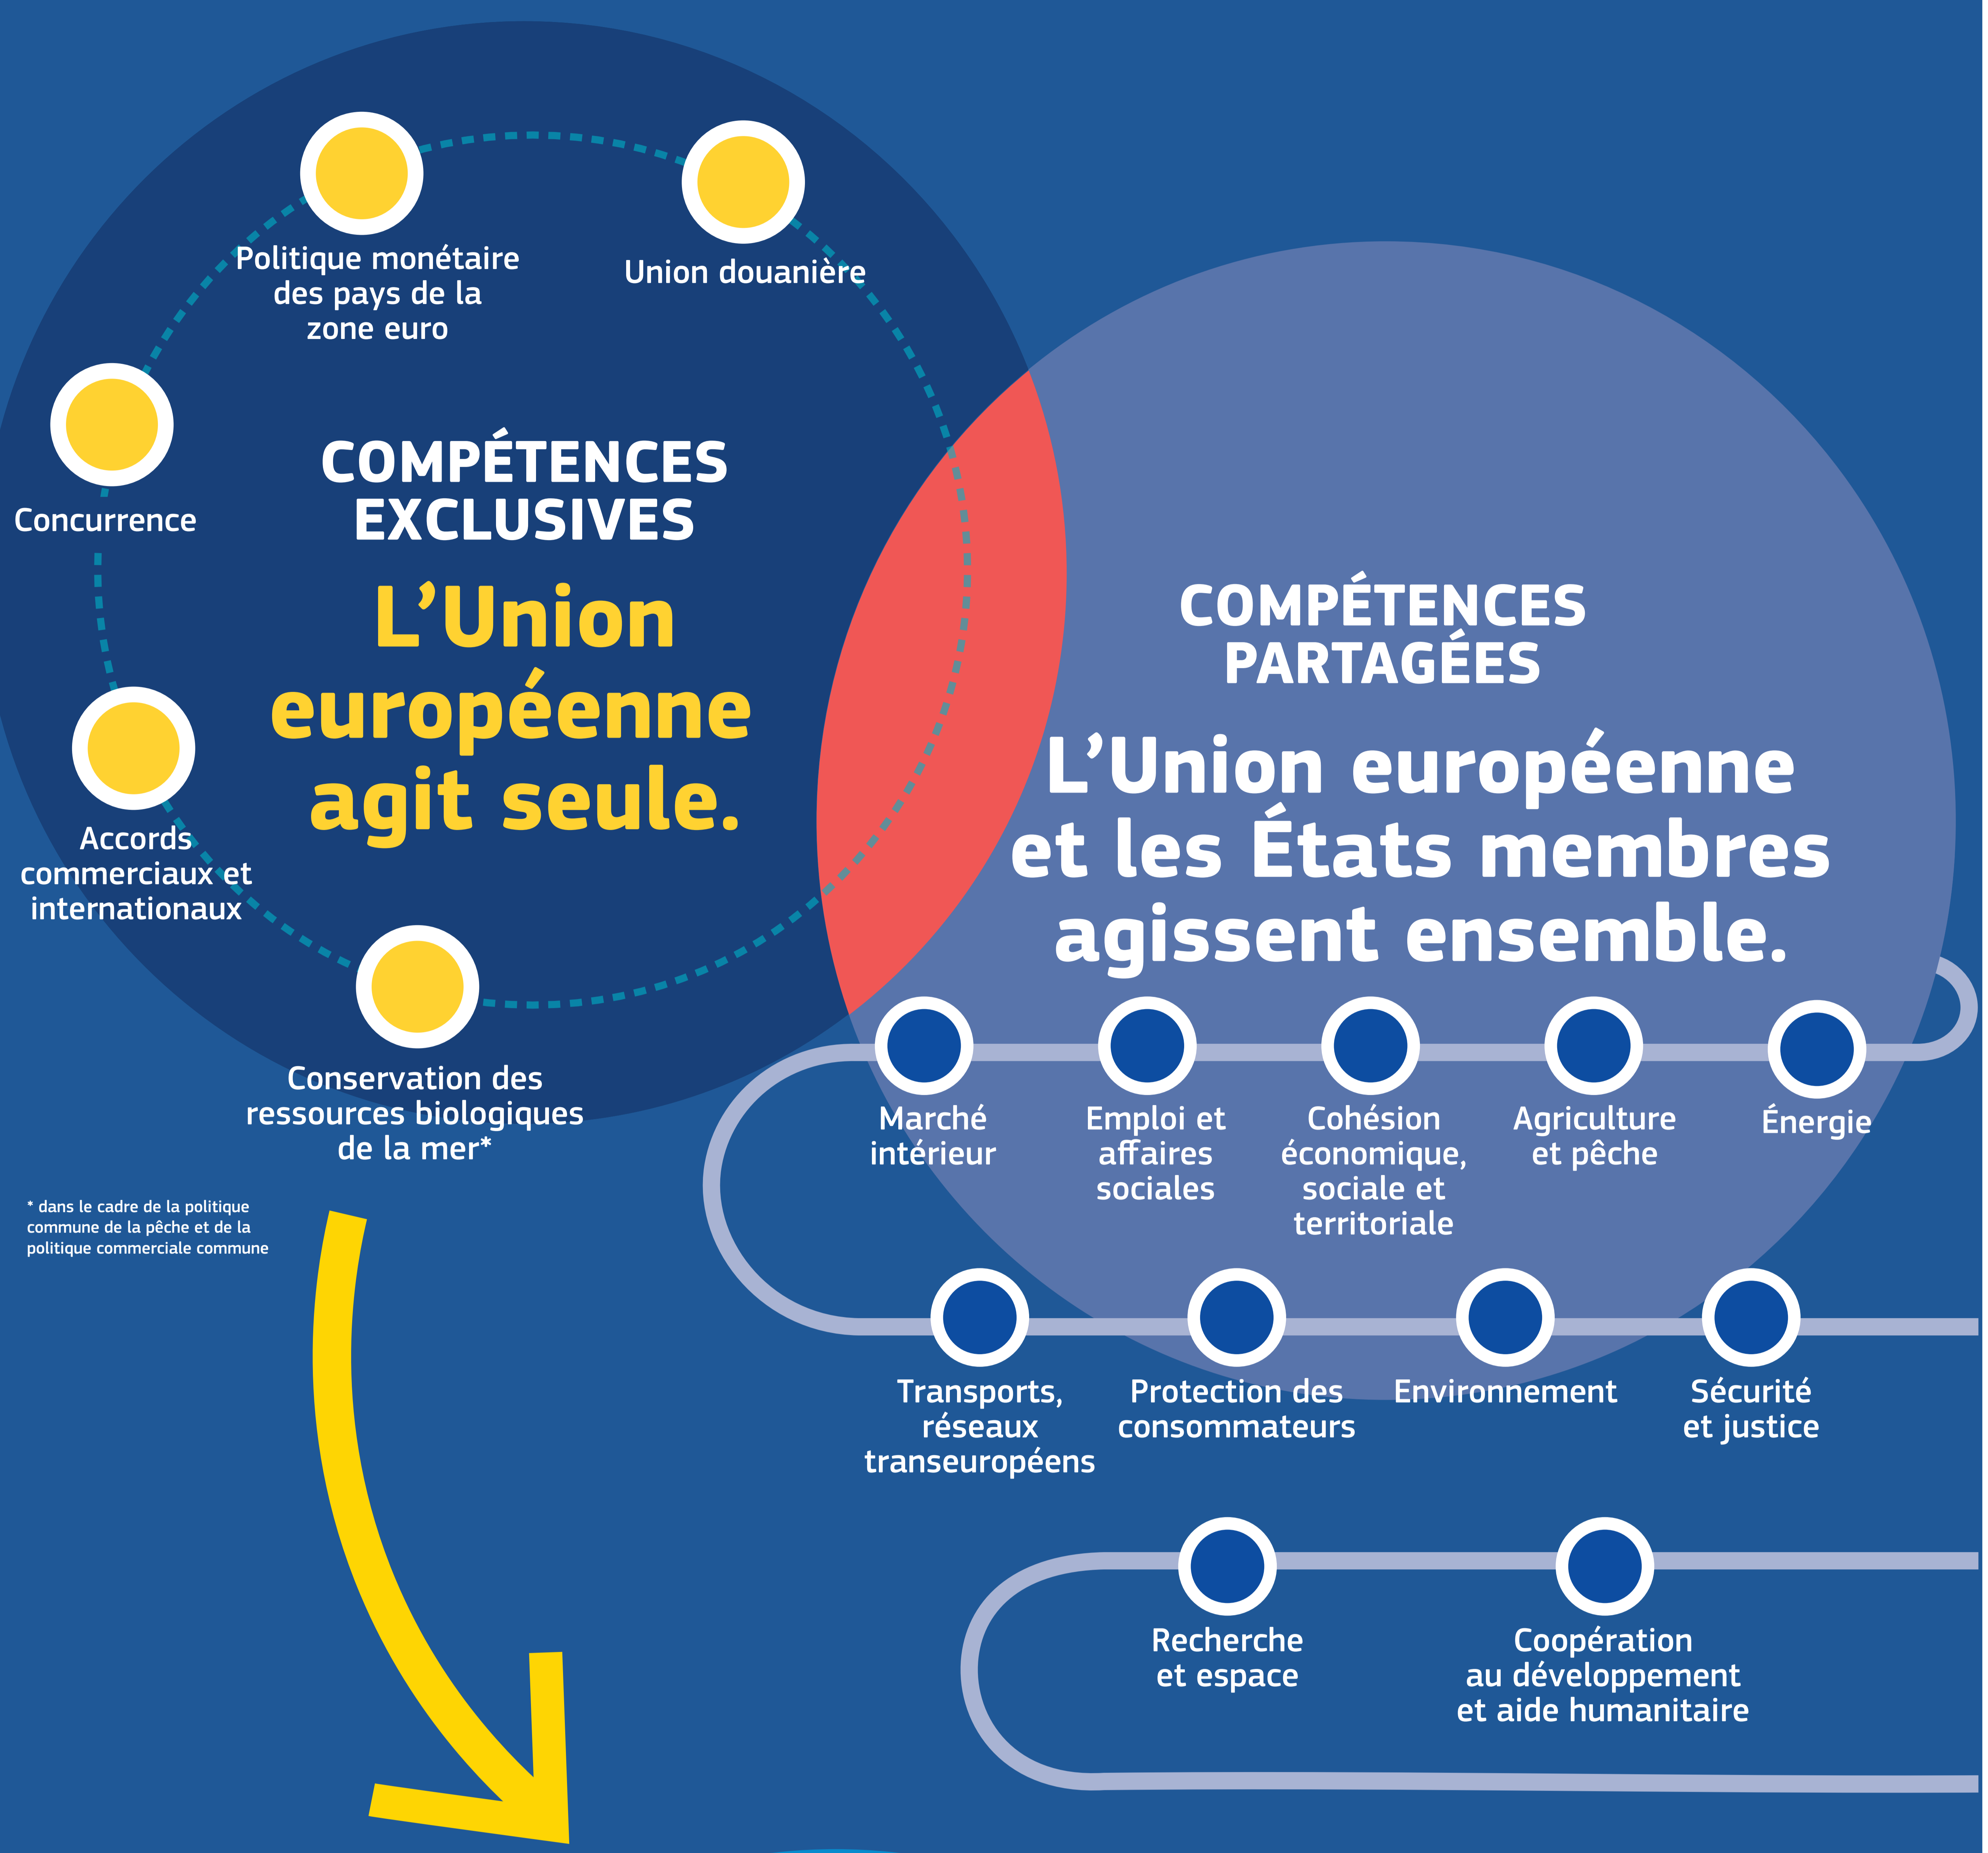 Politique monétaire
des pays de la
zone euro
Union douanière
Concurrence
COMPÉTENCES
EXCLUSIVES
L’Union
européenne
agit seule.
Accords
commerciaux et
internationaux
Conservation des
ressources biologiques
de la mer*
* dans le cadre de la politique
commune de la pêche et de la
politique commerciale commune
COMPÉTENCES
PARTAGÉES
L’Union européenne
et les États membres
agissent ensemble.
Marché
intérieur
Emploi et
affaires
sociales
Cohésion
économique,
sociale et
territoriale
Agriculture
et pêche
Énergie
Transports,
réseaux
transeuropéens
Protection des
consommateurs
Environnement
Sécurité
et justice
Recherche
et espace
Coopération
au développement
et aide humanitaire